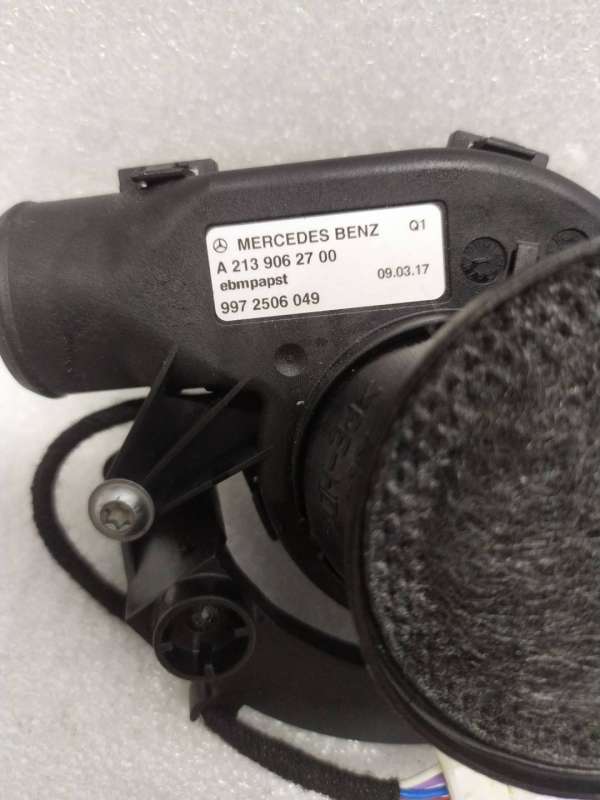 MERCEDES BENZ Q1
A 213 906 27 00
ebmpapst 09.03.17
997 2506 049